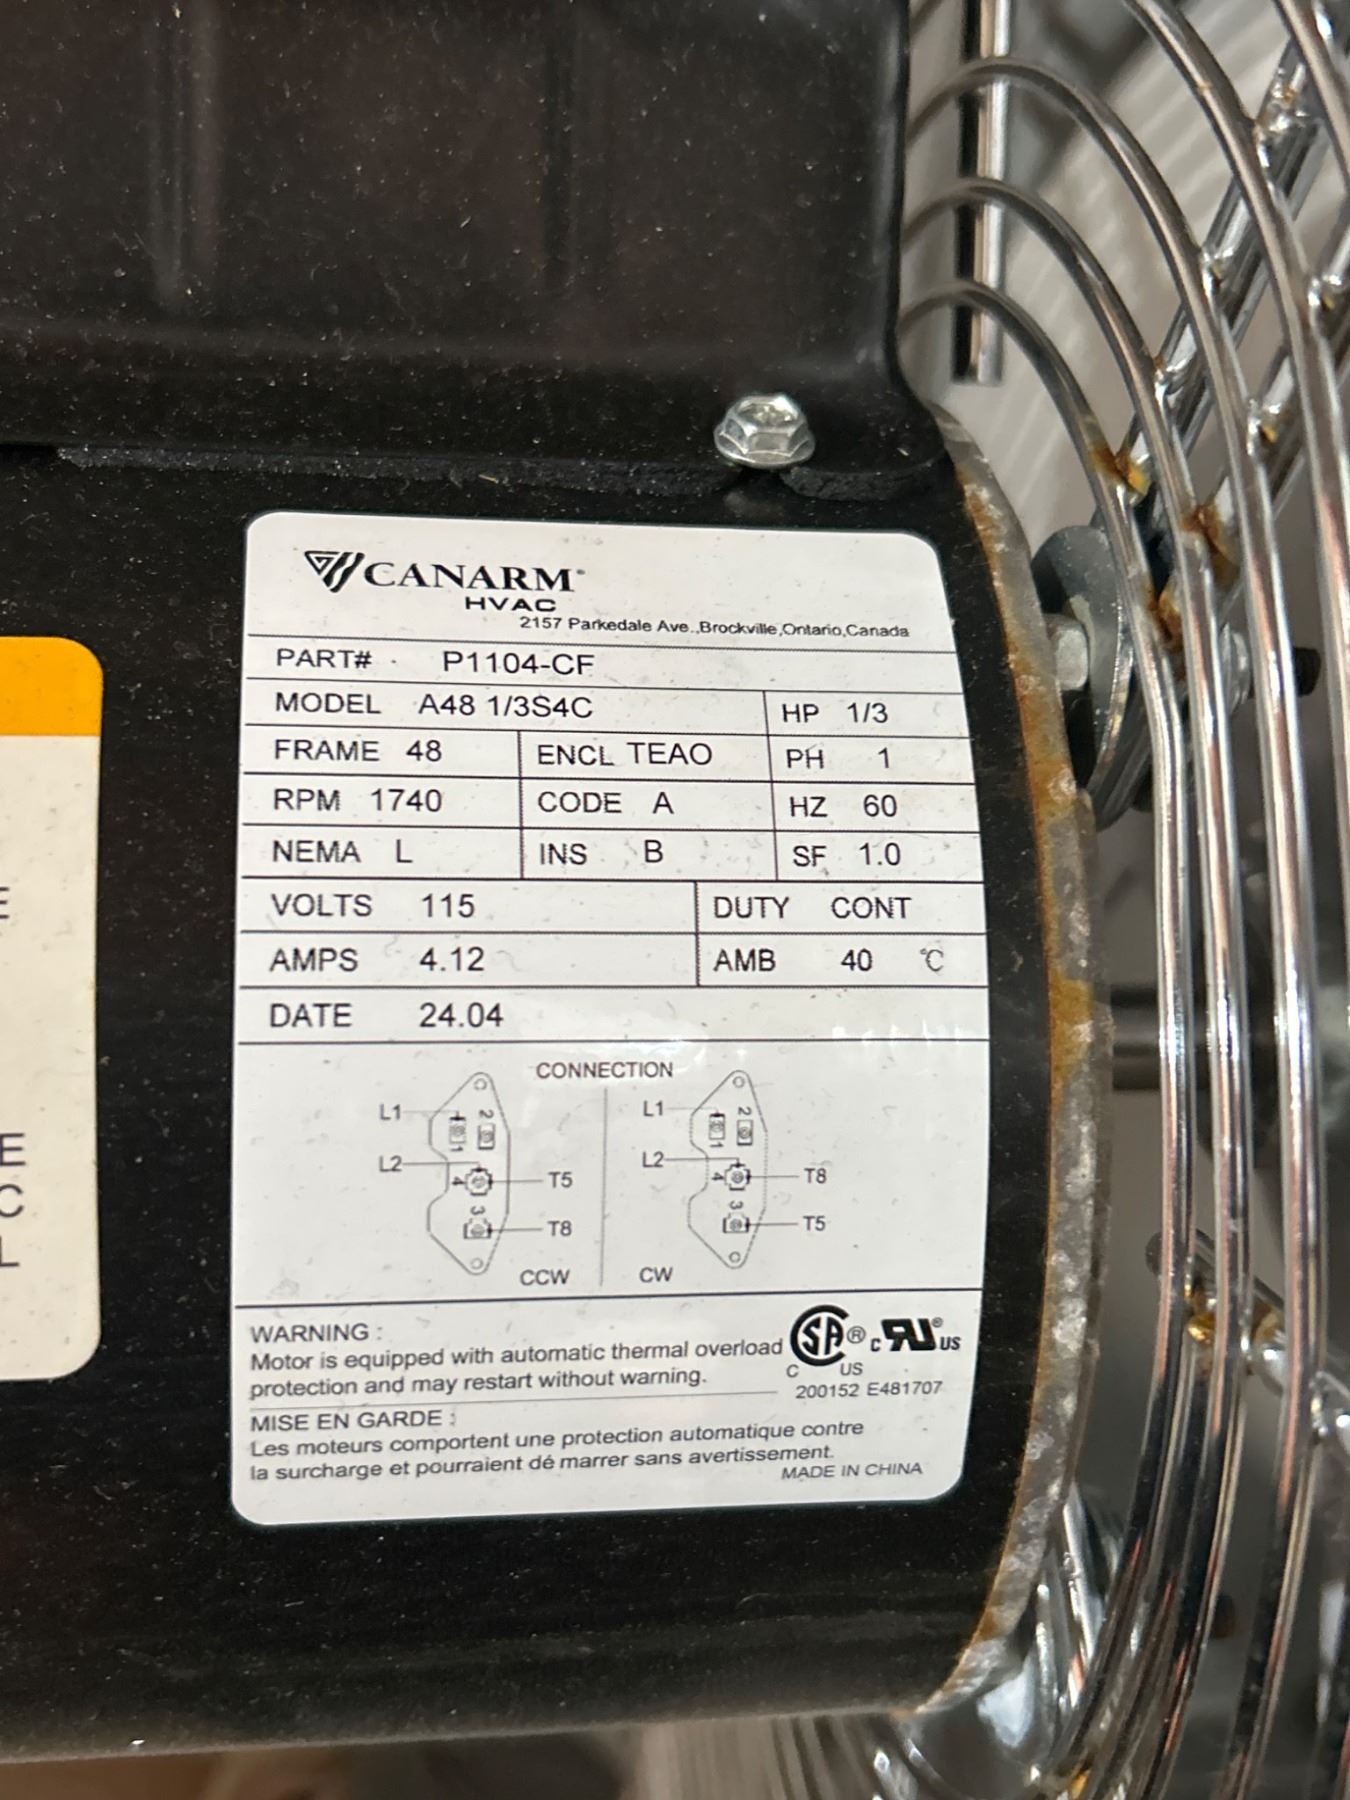 CANARM®
HVAC
2157 Parkedale Ave.,Brockville,Ontario,Canada
PART# P1104-CF
MODEL A48 1/3S4C HP 1/3
FRAME 48 ENCL TEAO PH 1
RPM 1740 CODE A HZ 60
NEMA L INS B SF 1.0
VOLTS 115 DUTY CONT
AMPS 4.12 AMB 40 ℃
DATE 24.04
CONNECTION
L1 2 1 L1 2 1
L2 4 T5 L2 4 T8
3 T8 3 T5
CCW CW
WARNING :
Motor is equipped with automatic thermal overload
protection and may restart without warning.
SA® C RU® US
C US
200152 E481707
MISE EN GARDE :
Les moteurs comportent une protection automatique contre
la surcharge et pourraient dé marrer sans avertissement.
MADE IN CHINA
E
E
C
L